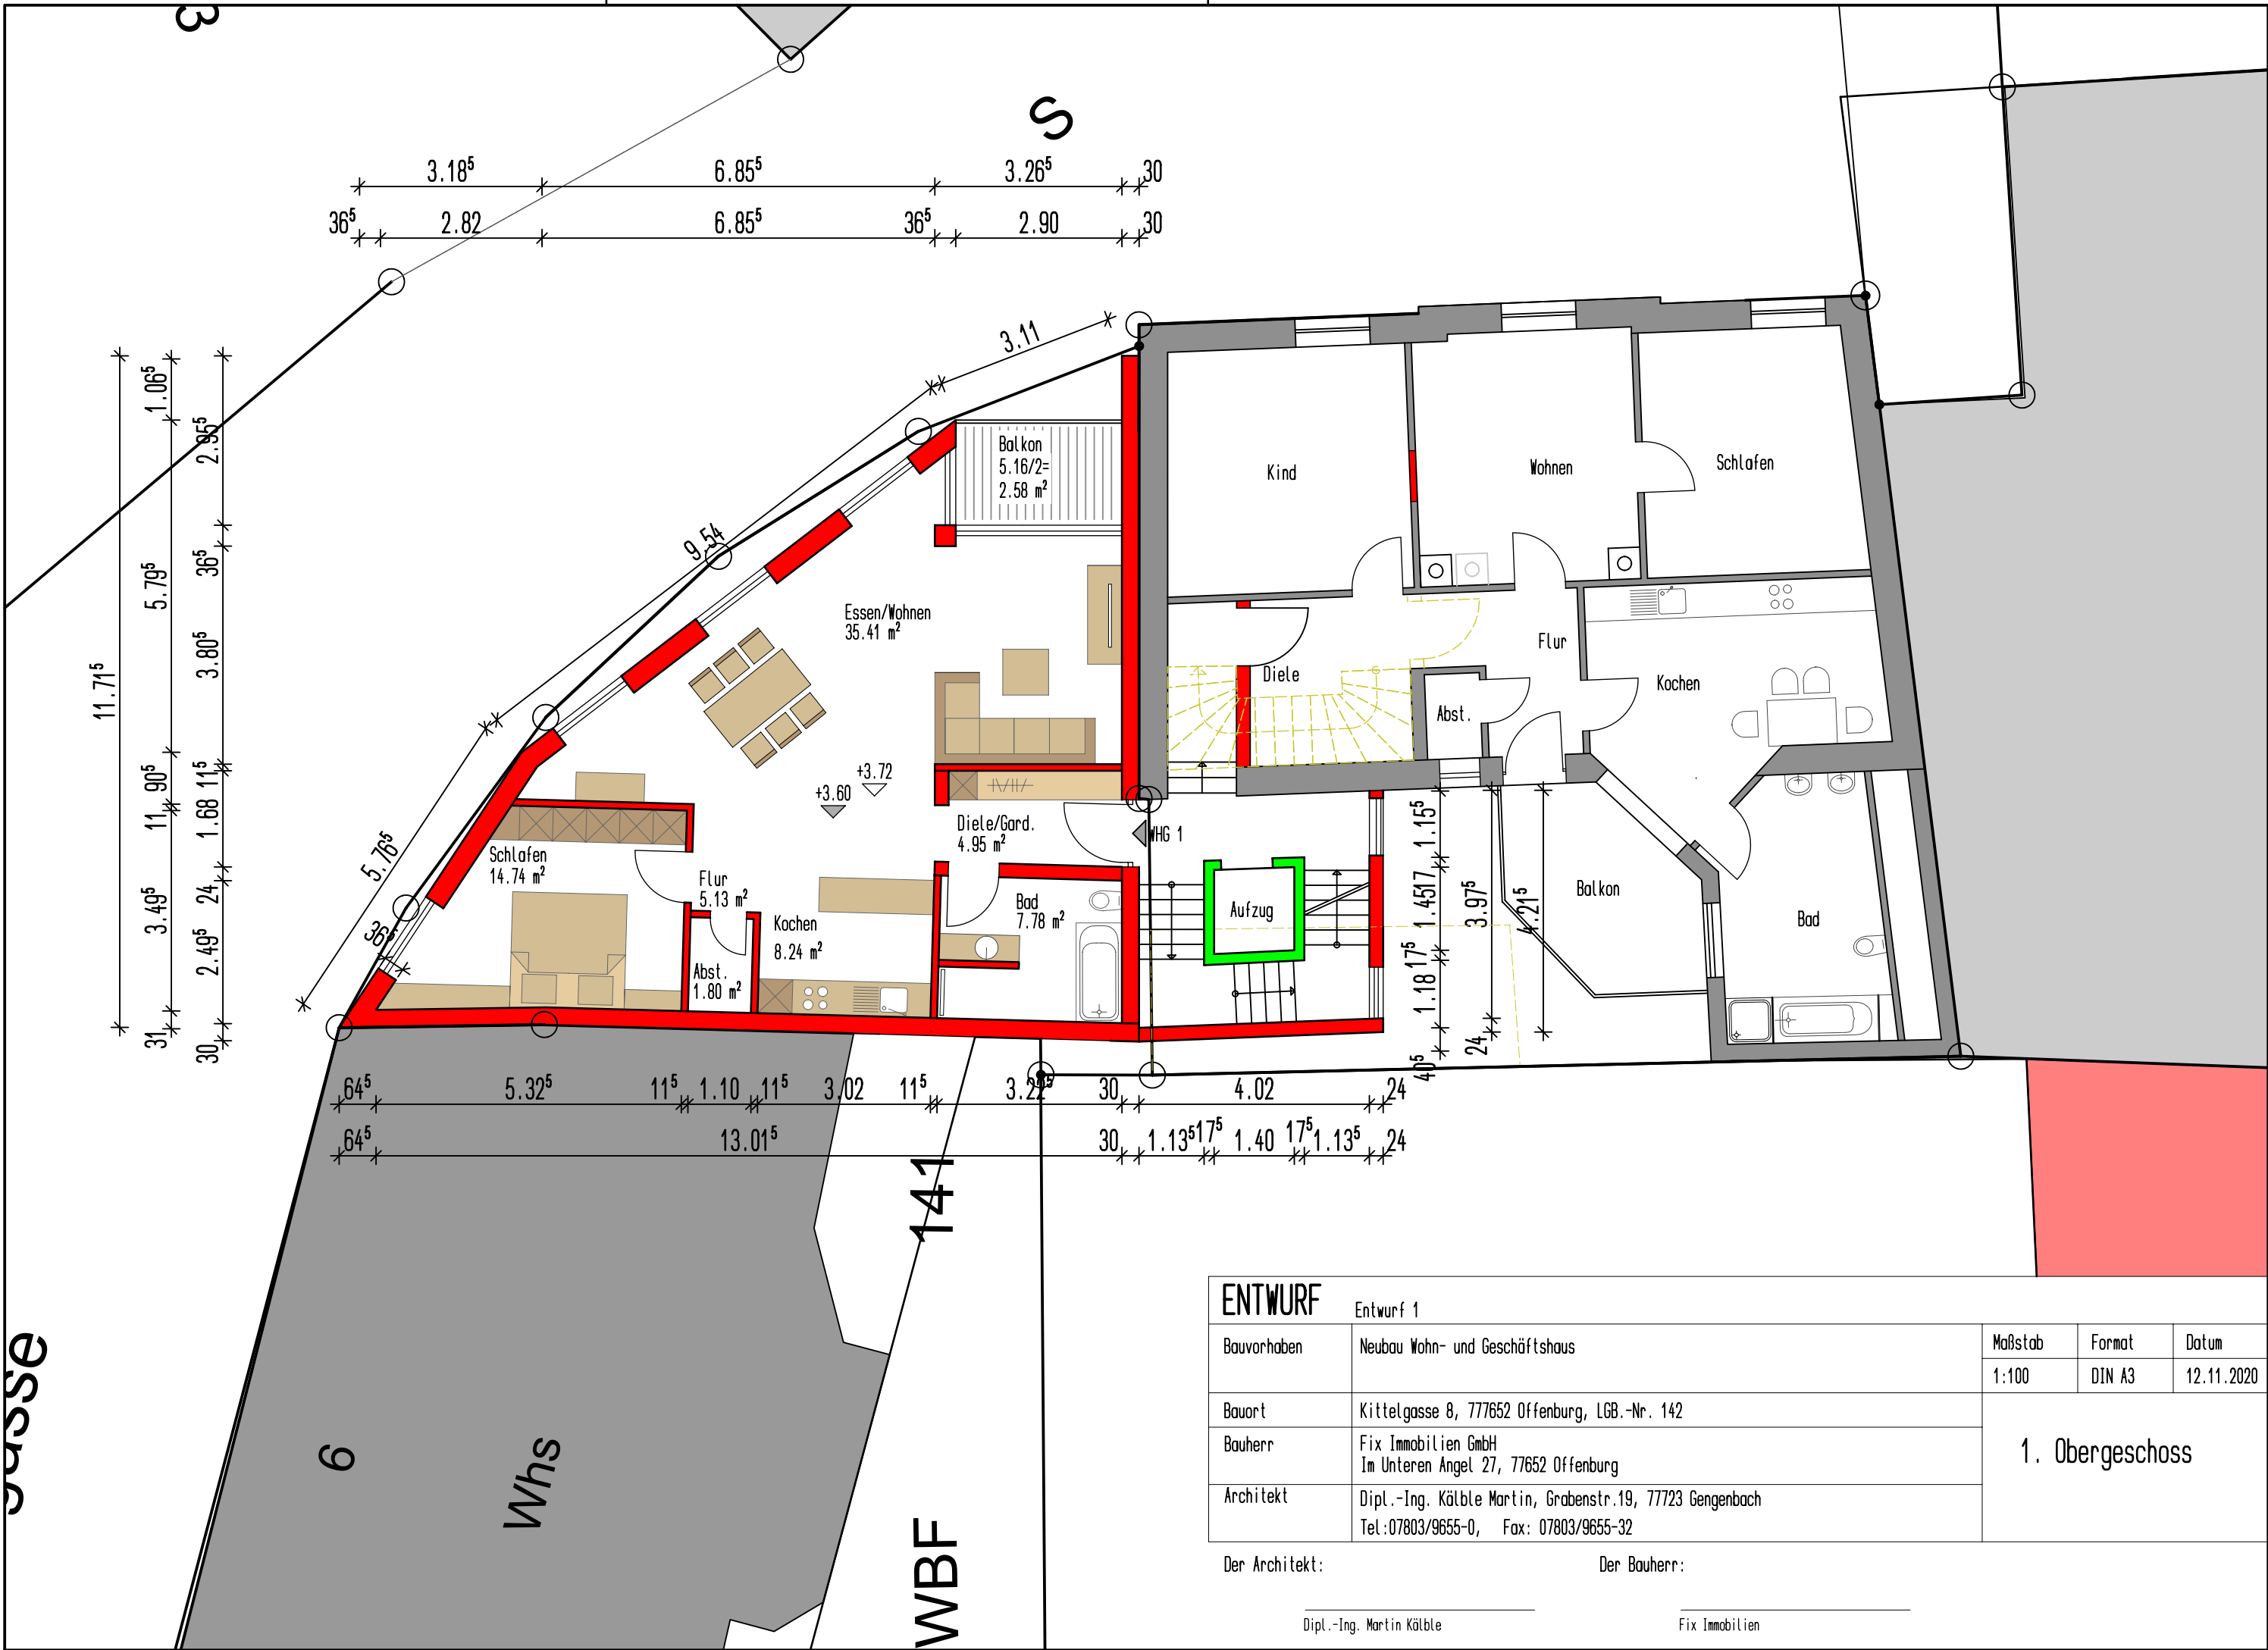 3
S
3.18⁵
6.85⁵
3.26⁵
30
36⁵
2.82
6.85⁵
36⁵
2.90
30
3.11
9.54
5.76⁵
36⁵
11.71⁵
1.06⁵
5.79⁵
90⁵
11
3.49⁵
31
2.95⁵
36⁵
3.80⁵
11⁵
1.68
24
2.49⁵
30
Balkon
5.16/2=
2.58 m²
Essen/Wohnen
35.41 m²
+3.60
+3.72
Diele/Gard.
4.95 m²
WHG 1
Schlafen
14.74 m²
Flur
5.13 m²
Kochen
8.24 m²
Abst.
1.80 m²
Bad
7.78 m²
Aufzug
Kind
Wohnen
Schlafen
Diele
Flur
Kochen
Abst.
Balkon
Bad
1.15⁵
17
1.45
17⁵
1.18
40⁵
3.97⁵
24
4.21⁵
64⁵
5.32⁵
11⁵
1.10
11⁵
3.02
11⁵
3.22⁵
30
4.02
24
64⁵
13.01⁵
30
1.13⁵
17⁵
1.40
17⁵
1.13⁵
24
141
WBF
6
Whs
gasse
ENTWURF
Entwurf 1
Bauvorhaben
Neubau Wohn- und Geschäftshaus
Maßstab
Format
Datum
1:100
DIN A3
12.11.2020
Bauort
Kittelgasse 8, 777652 Offenburg, LGB.-Nr. 142
Bauherr
Fix Immobilien GmbH
Im Unteren Angel 27, 77652 Offenburg
1. Obergeschoss
Architekt
Dipl.-Ing. Kälble Martin, Grabenstr.19, 77723 Gengenbach
Tel:07803/9655-0, Fax: 07803/9655-32
Der Architekt:
Der Bauherr:
Dipl.-Ing. Martin Kälble
Fix Immobilien